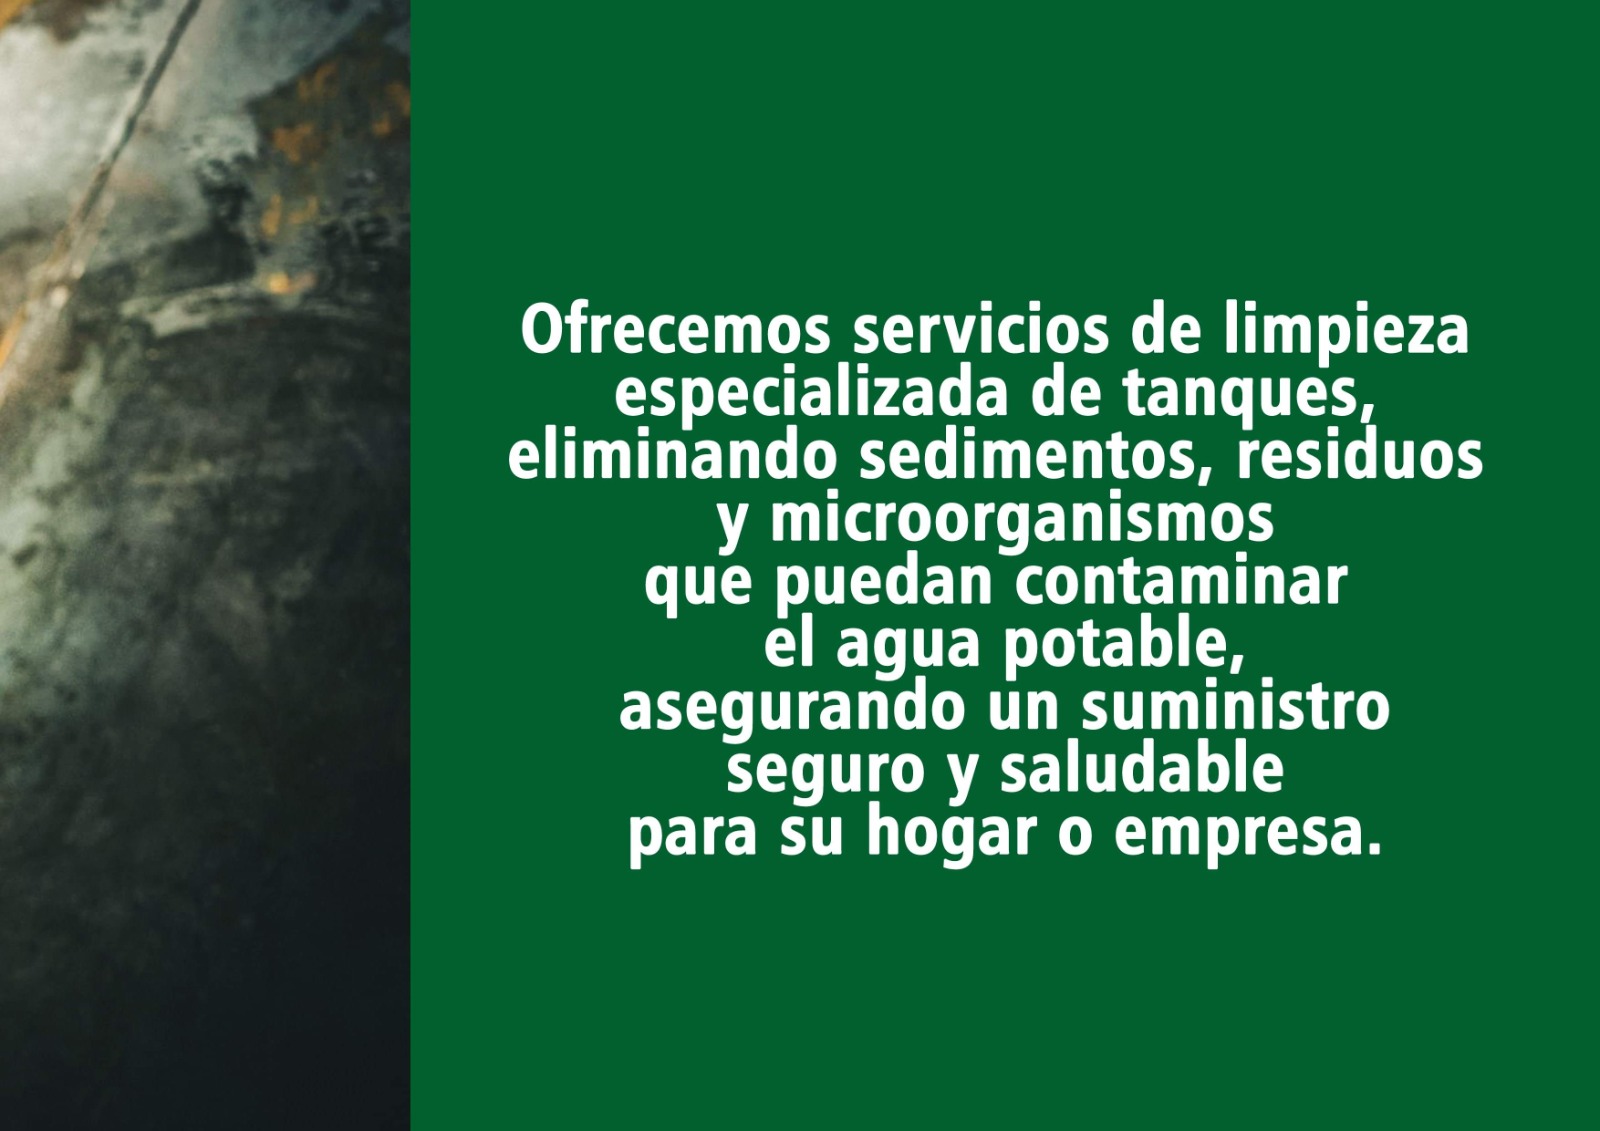 Ofrecemos servicios de limpieza
especializada de tanques,
eliminando sedimentos, residuos
y microorganismos
que puedan contaminar
el agua potable,
asegurando un suministro
seguro y saludable
para su hogar o empresa.